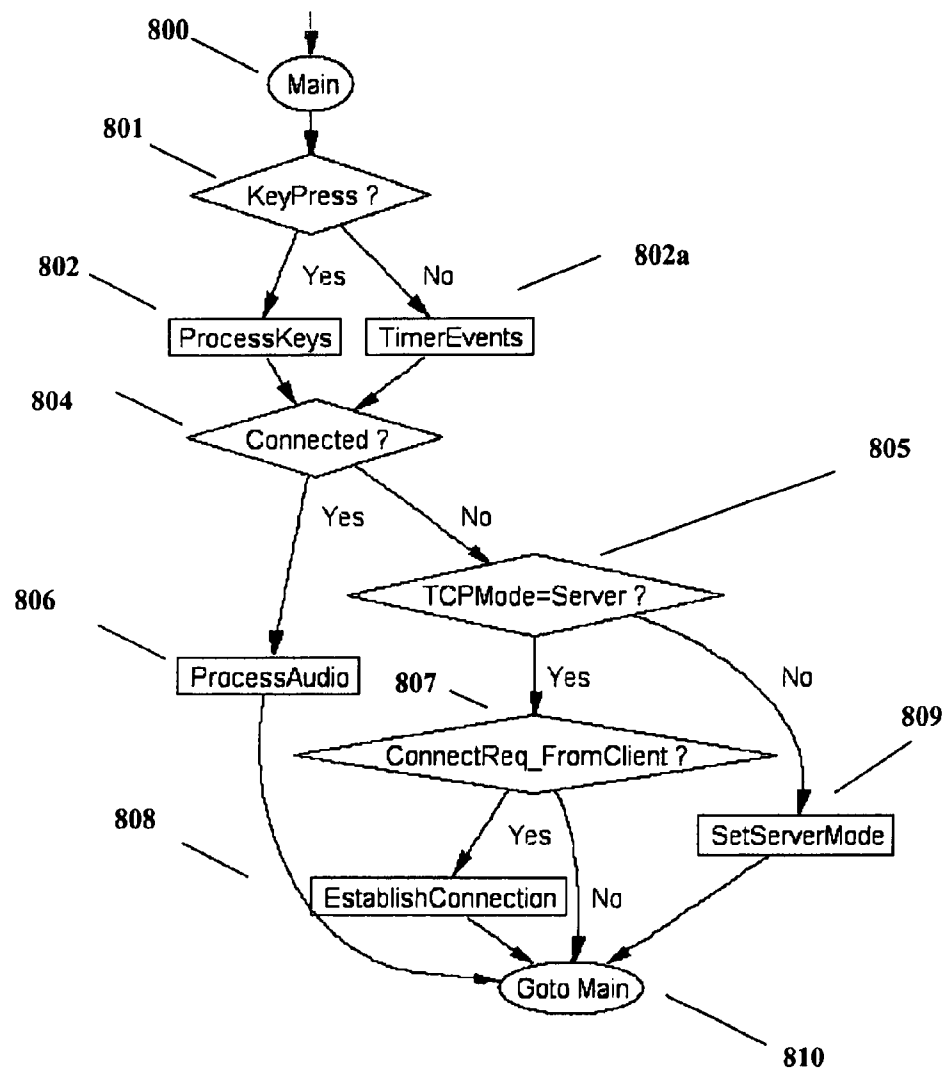 800
Main
801
KeyPress ?
802
Yes
No
802a
ProcessKeys
TimerEvents
804
Connected ?
805
Yes
No
TCPMode=Server ?
806
ProcessAudio
807
Yes
No
809
ConnectReq_FromClient ?
808
Yes
SetServerMode
EstablishConnection
No
Goto Main
810